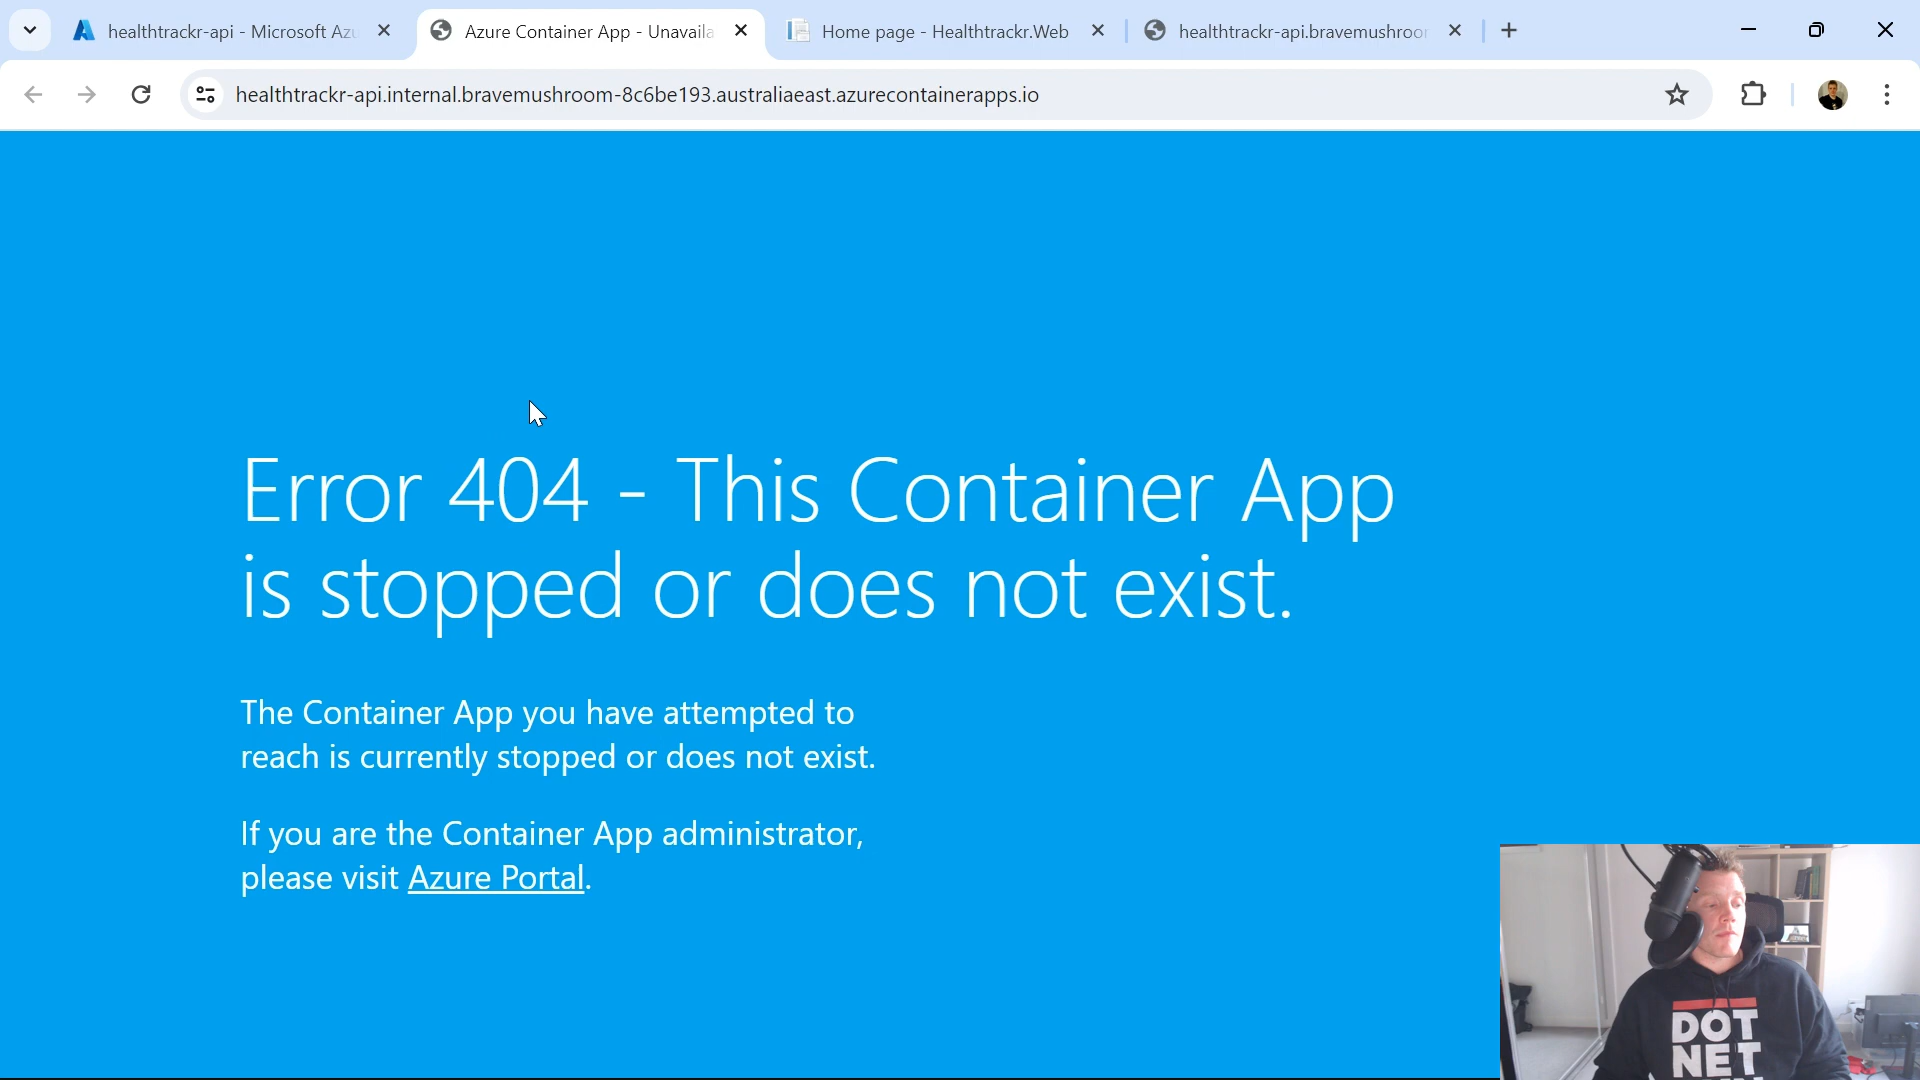 healthtrackr-api - Microsoft Azu
Azure Container App - Unavaila
Home page - Healthtrackr.Web
healthtrackr-api.bravemushroor
healthtrackr-api.internal.bravemushroom-8c6be193.australiaeast.azurecontainerapps.io
Error 404 - This Container App
is stopped or does not exist.
The Container App you have attempted to
reach is currently stopped or does not exist.
If you are the Container App administrator,
please visit Azure Portal.
DOT
NET